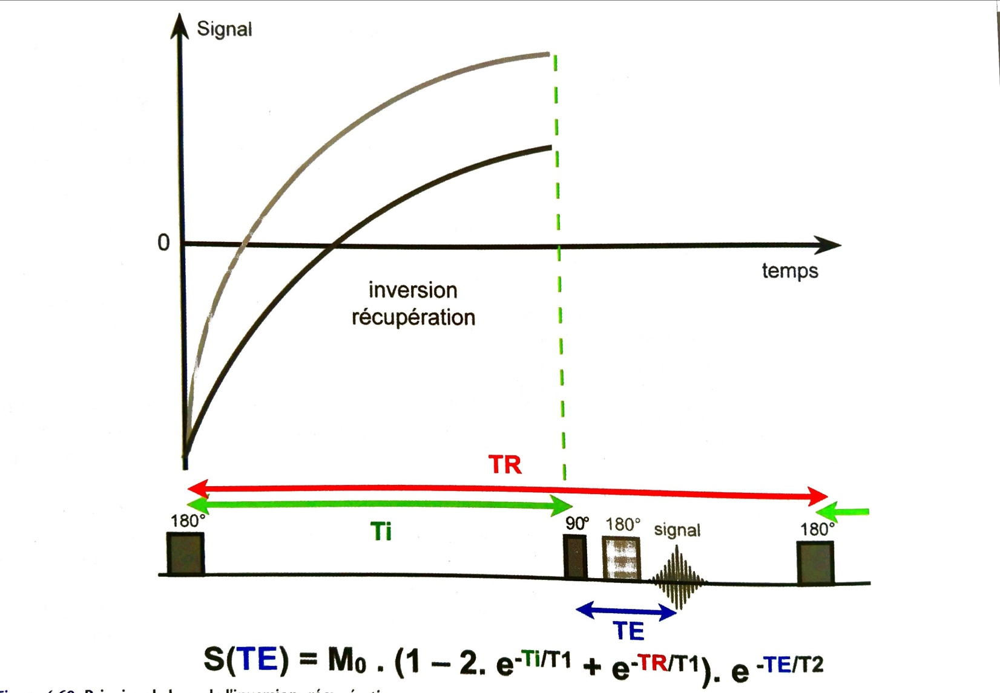 Signal
0
temps
inversion
récupération
TR
180°
Ti
90°
180°
signal
180°
TE
S(TE) = M₀ . (1 – 2. e⁻ᵀⁱ/ᵀ¹ + e⁻ᵀᴿ/ᵀ¹). e ⁻ᵀᴱ/ᵀ²